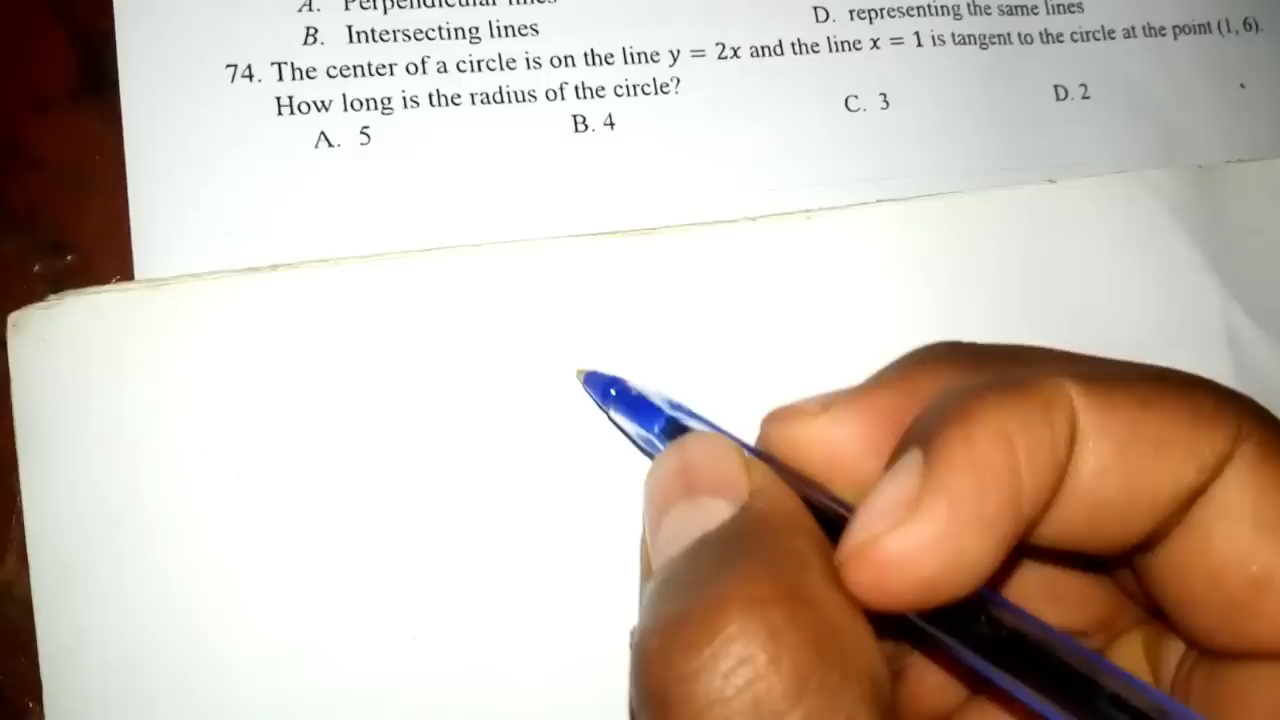 A. Perpendicular lines
B. Intersecting lines
D. representing the same lines
74. The center of a circle is on the line y = 2x and the line x = 1 is tangent to the circle at the point (1, 6).
How long is the radius of the circle?
A. 5 B. 4 C. 3 D. 2